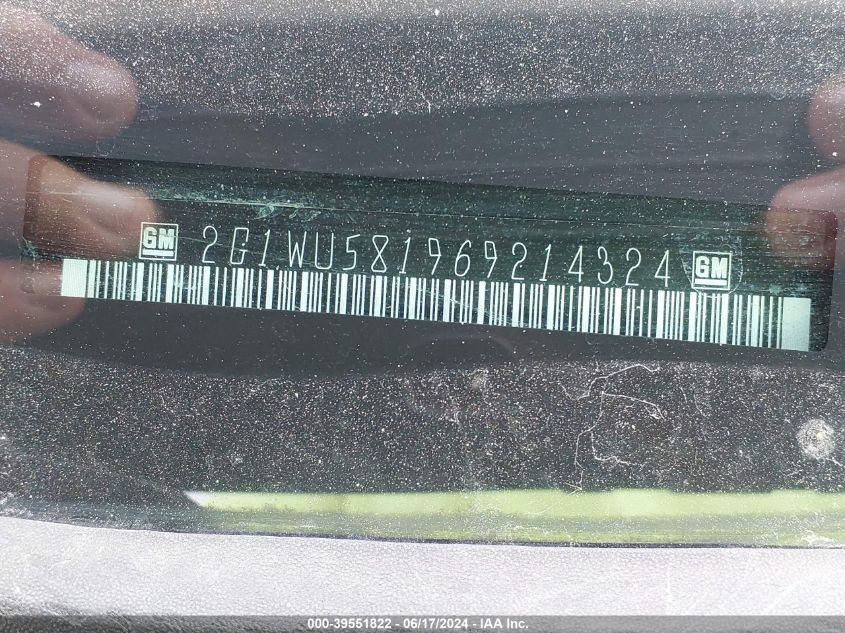 GM 2G1WU581969214324 GM
000-39551822 - 06/17/2024 - IAA Inc.